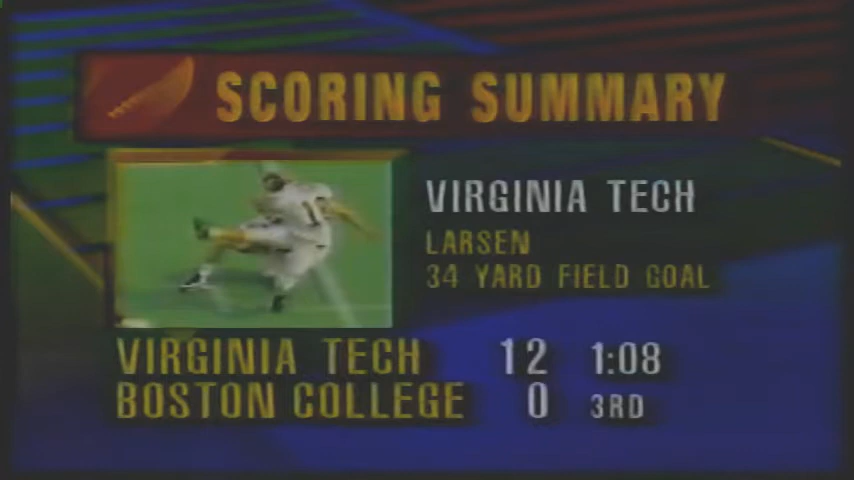 SCORING SUMMARY
VIRGINIA TECH
LARSEN
34 YARD FIELD GOAL
VIRGINIA TECH 12 1:08
BOSTON COLLEGE 0 3RD